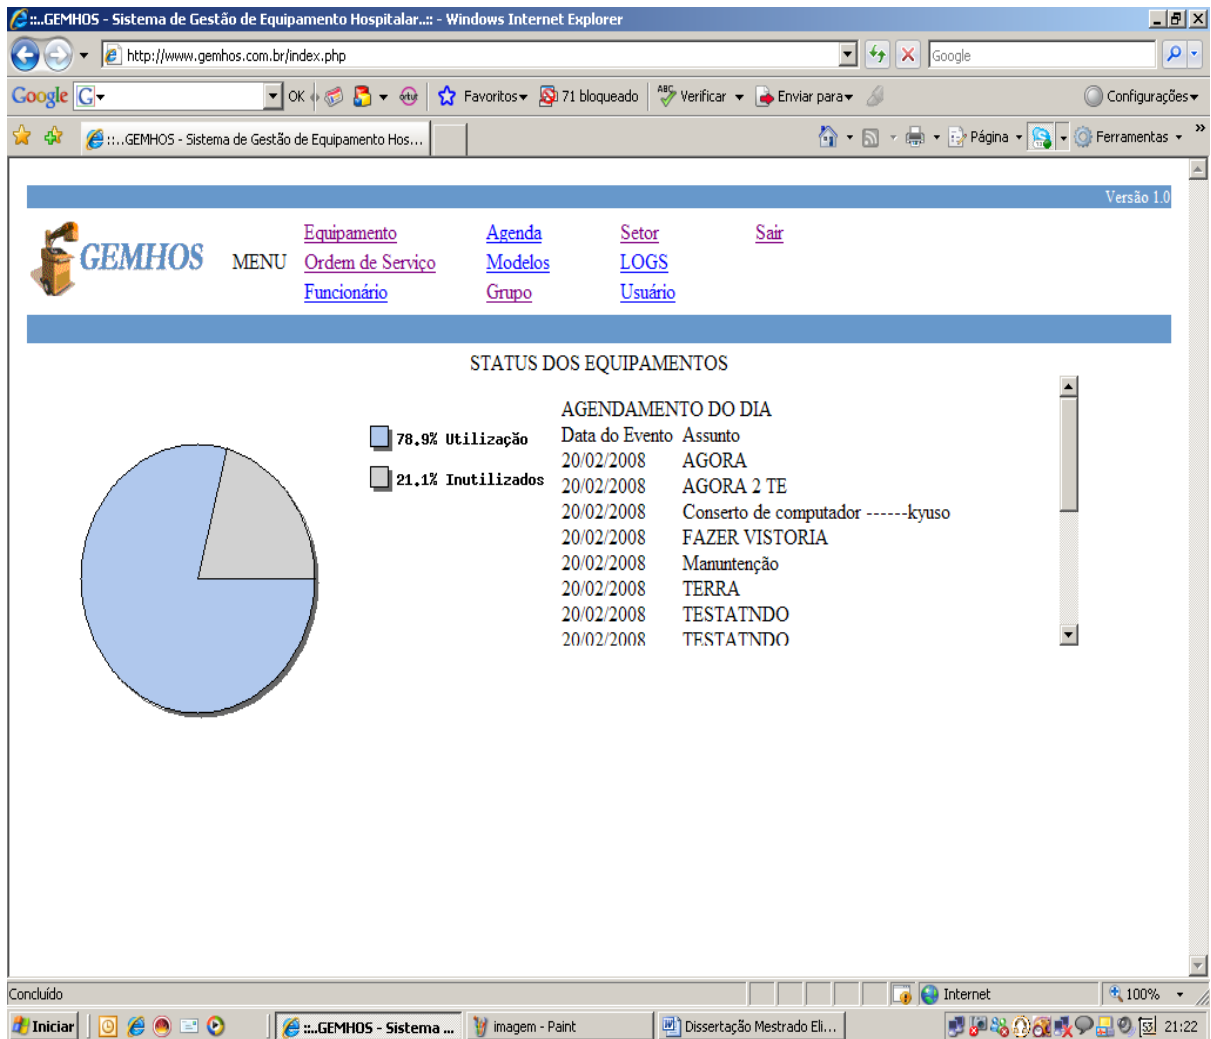 ::..GEMHOS - Sistema de Gestão de Equipamento Hospitalar..:: - Windows Internet Explorer
http://www.gemhos.com.br/index.php
Google
Google G OK ortus Favoritos 71 bloqueado ABC Verificar Enviar para Configurações
::..GEMHOS - Sistema de Gestão de Equipamento Hos... Página Ferramentas »
Versão 1.0
GEMHOS
MENU
Equipamento Agenda Setor Sair
Ordem de Serviço Modelos LOGS
Funcionário Grupo Usuário
STATUS DOS EQUIPAMENTOS
78.9% Utilização
21.1% Inutilizados
AGENDAMENTO DO DIA
Data do Evento Assunto
20/02/2008 AGORA
20/02/2008 AGORA 2 TE
20/02/2008 Conserto de computador ------kyuso
20/02/2008 FAZER VISTORIA
20/02/2008 Manuntenção
20/02/2008 TERRA
20/02/2008 TESTATNDO
20/02/2008 TESTATNDO
Concluído Internet 100%
Iniciar ::..GEMHOS - Sistema ... imagem - Paint Dissertação Mestrado Eli... 21:22